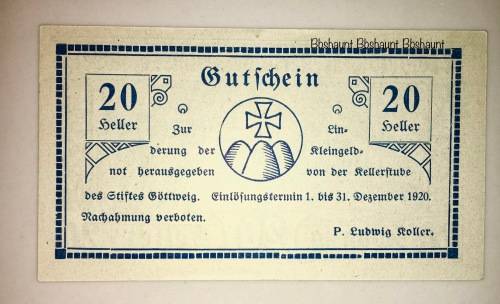 Bbshaunt Bbshaunt Bbshaunt
Gutschein
20 Heller
20 Heller
Zur Lin-
derung der Kleingeld-
not herausgegeben von der Kellerstube
des Stiftes Göttweig. Einlösungstermin 1. bis 31. Dezember 1920.
Nachahmung verboten.
P. Ludwig Koller.